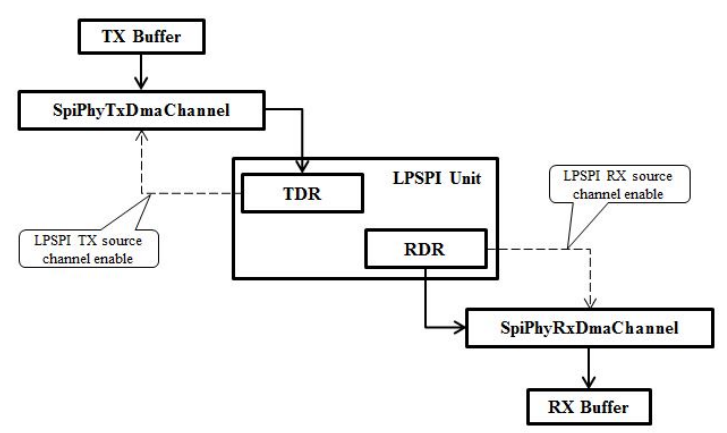 TX Buffer
SpiPhyTxDmaChannel
LPSPI Unit
TDR
LPSPI RX source
channel enable
LPSPI TX source
channel enable
RDR
SpiPhyRxDmaChannel
RX Buffer